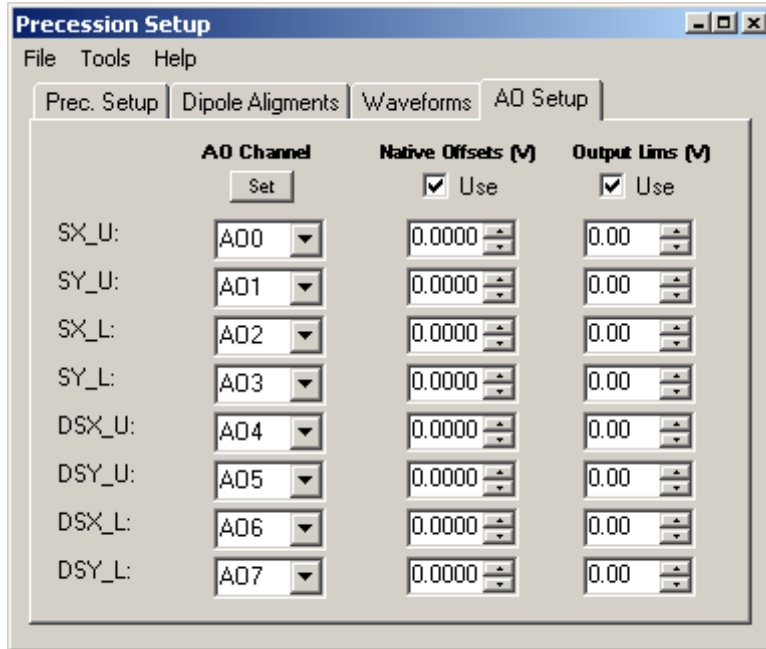 Precession Setup
File Tools Help
Prec. Setup Dipole Aligments Waveforms AO Setup
AO Channel Native Offsets (V) Output Lims (V)
Set Use Use
SX_U: AO0 0.0000 0.00
SY_U: AO1 0.0000 0.00
SX_L: AO2 0.0000 0.00
SY_L: AO3 0.0000 0.00
DSX_U: AO4 0.0000 0.00
DSY_U: AO5 0.0000 0.00
DSX_L: AO6 0.0000 0.00
DSY_L: AO7 0.0000 0.00